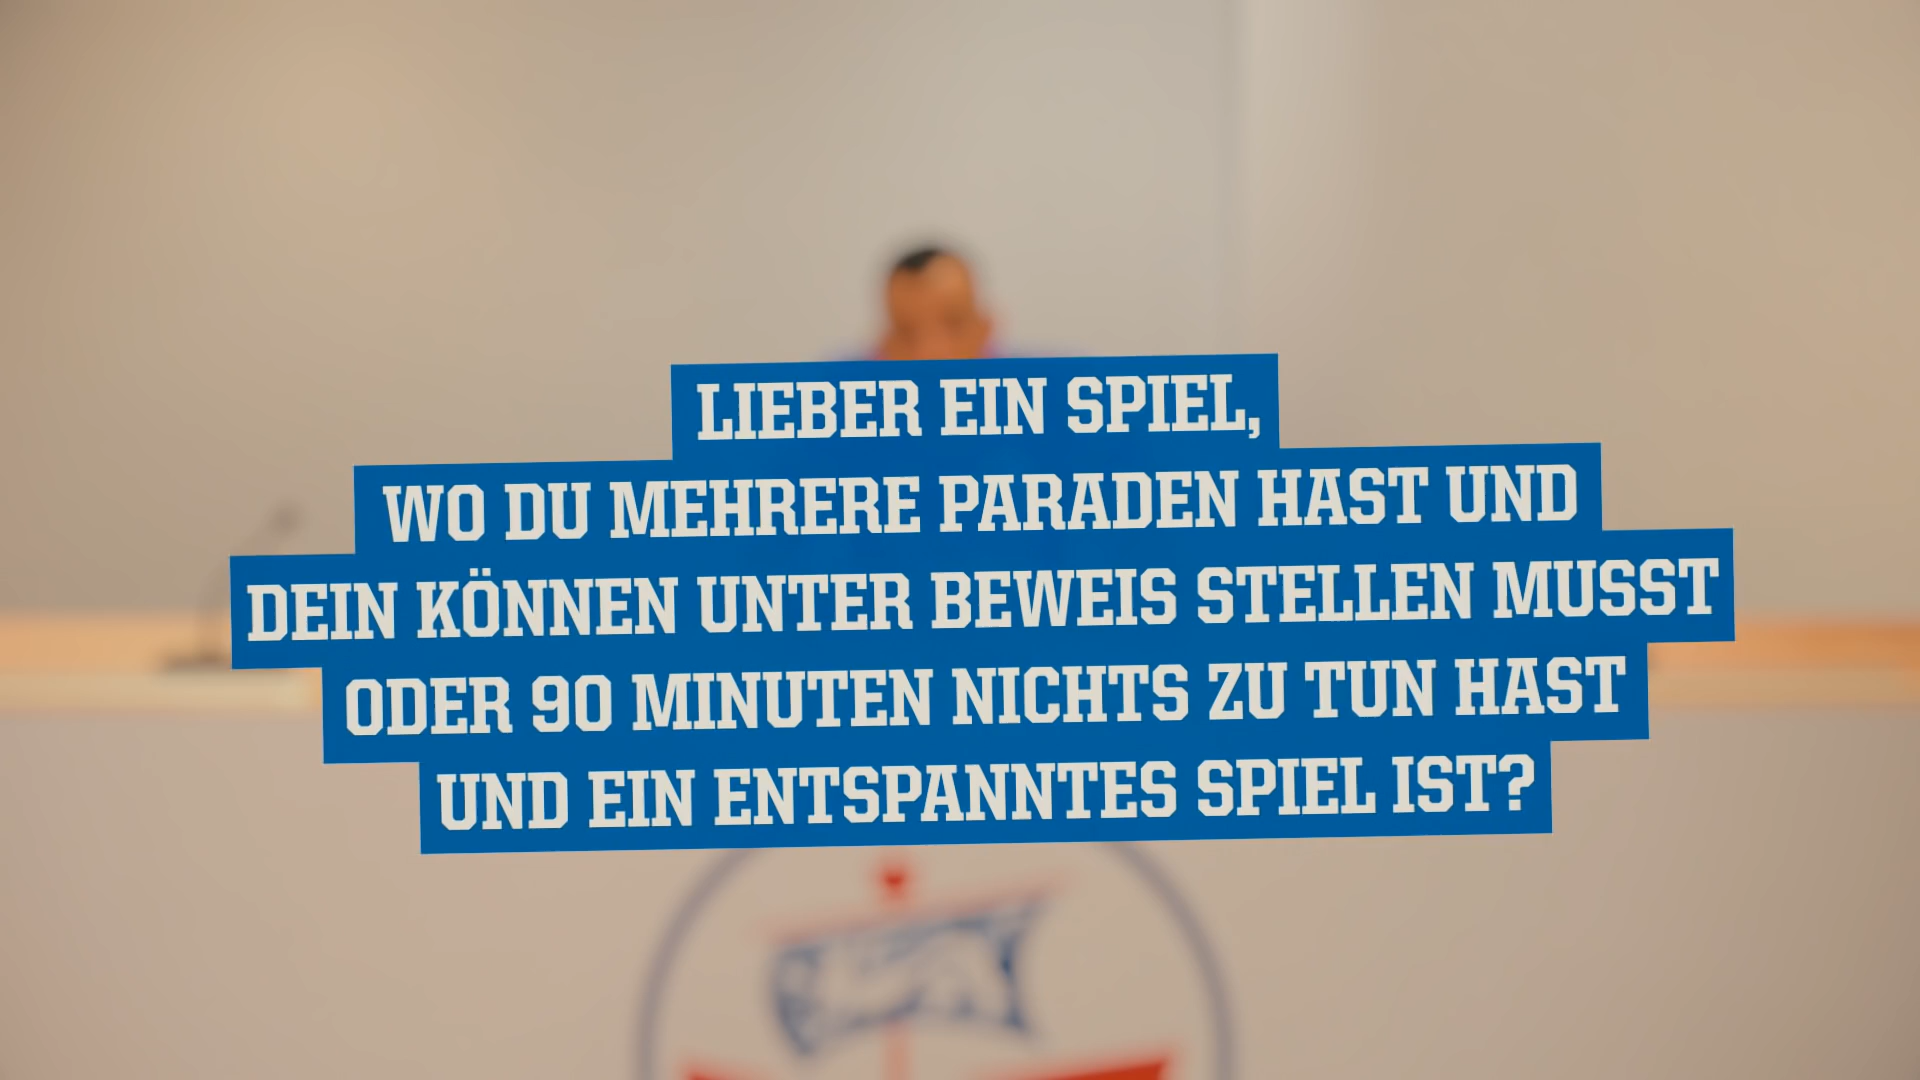 LIEBER EIN SPIEL,
WO DU MEHRERE PARADEN HAST UND
DEIN KÖNNEN UNTER BEWEIS STELLEN MUSST
ODER 90 MINUTEN NICHTS ZU TUN HAST
UND EIN ENTSPANNTES SPIEL IST?